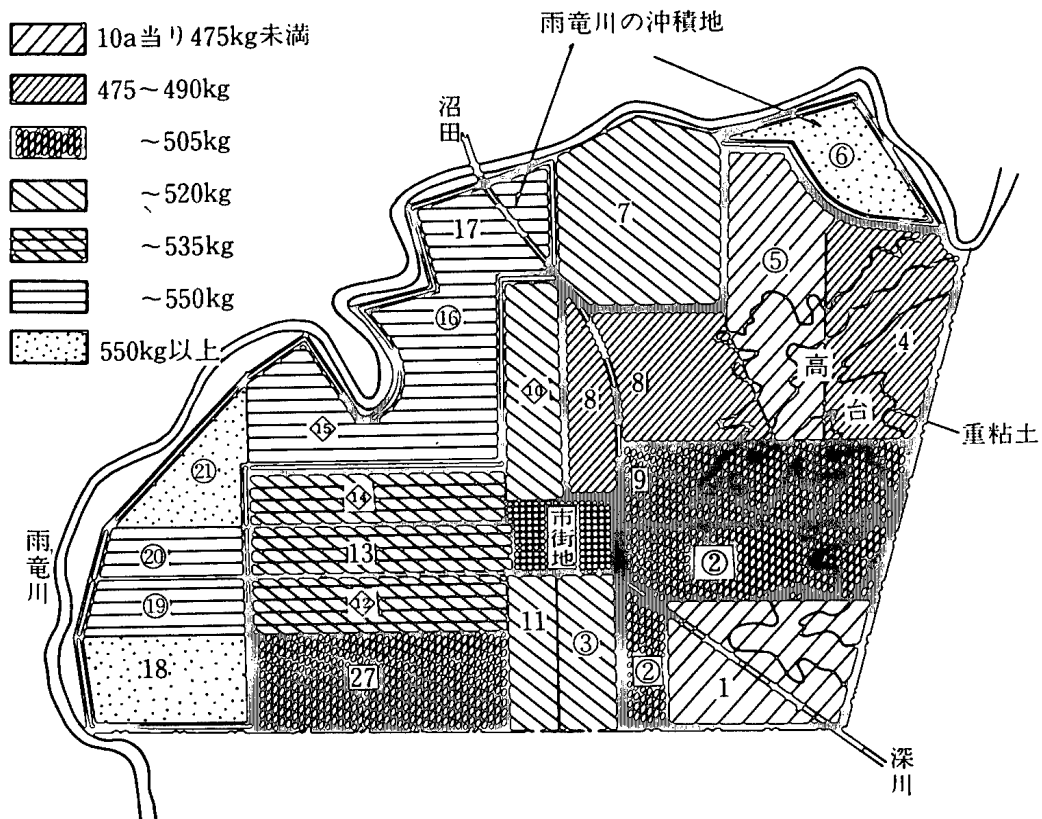 10a当り475kg未満
475～490kg
～505kg
～520kg
～535kg
～550kg
550kg以上
雨竜川の沖積地
沼田
⑥
7
17
⑤
⑯
4
高台
8
8
⑩
重粘土
⑮
㉑
9
⑭
市街地
雨竜川
⑳
13
②
⑲
⑫
11
③
18
27
②
1
深川